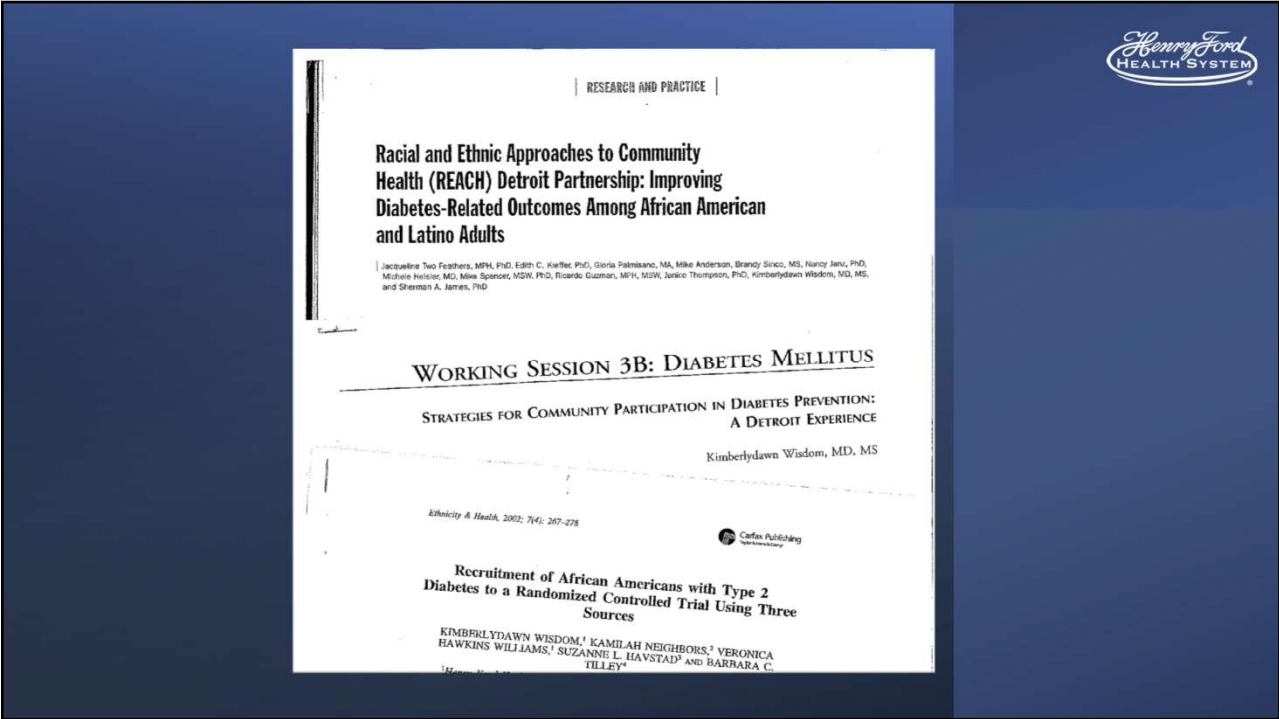 Henry Ford
HEALTH SYSTEM
RESEARCH AND PRACTICE
Racial and Ethnic Approaches to Community
Health (REACH) Detroit Partnership: Improving
Diabetes-Related Outcomes Among African American
and Latino Adults
Jacqueline Two Feathers, MPH, PhD, Edith C. Kieffer, PhD, Gloria Palmisano, MA, Mike Anderson, Brandy Sinco, MS, Nancy Janz, PhD,
Michele Heisler, MD, Mike Spencer, MSW, PhD, Ricardo Guzman, MPH, MSW, Janice Thompson, PhD, Kimberlydawn Wisdom, MD, MS,
and Sherman A. James, PhD
WORKING SESSION 3B: DIABETES MELLITUS
STRATEGIES FOR COMMUNITY PARTICIPATION IN DIABETES PREVENTION:
A DETROIT EXPERIENCE
Kimberlydawn Wisdom, MD, MS
Ethnicity & Health, 2002; 7(4): 267–278
Carfax Publishing
Recruitment of African Americans with Type 2
Diabetes to a Randomized Controlled Trial Using Three
Sources
KIMBERLYDAWN WISDOM,¹ KAMILAH NEIGHBORS,² VERONICA
HAWKINS WILLIAMS,¹ SUZANNE L. HAVSTAD³ AND BARBARA C.
TILLEY⁴